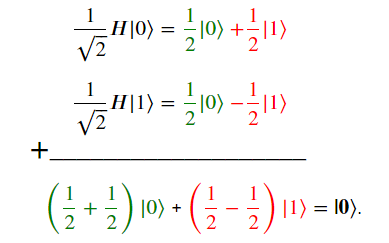 1/√2 H|0⟩ = 1/2 |0⟩ + 1/2 |1⟩
1/√2 H|1⟩ = 1/2 |0⟩ − 1/2 |1⟩
+
(1/2 + 1/2) |0⟩ + (1/2 − 1/2) |1⟩ = |0⟩.